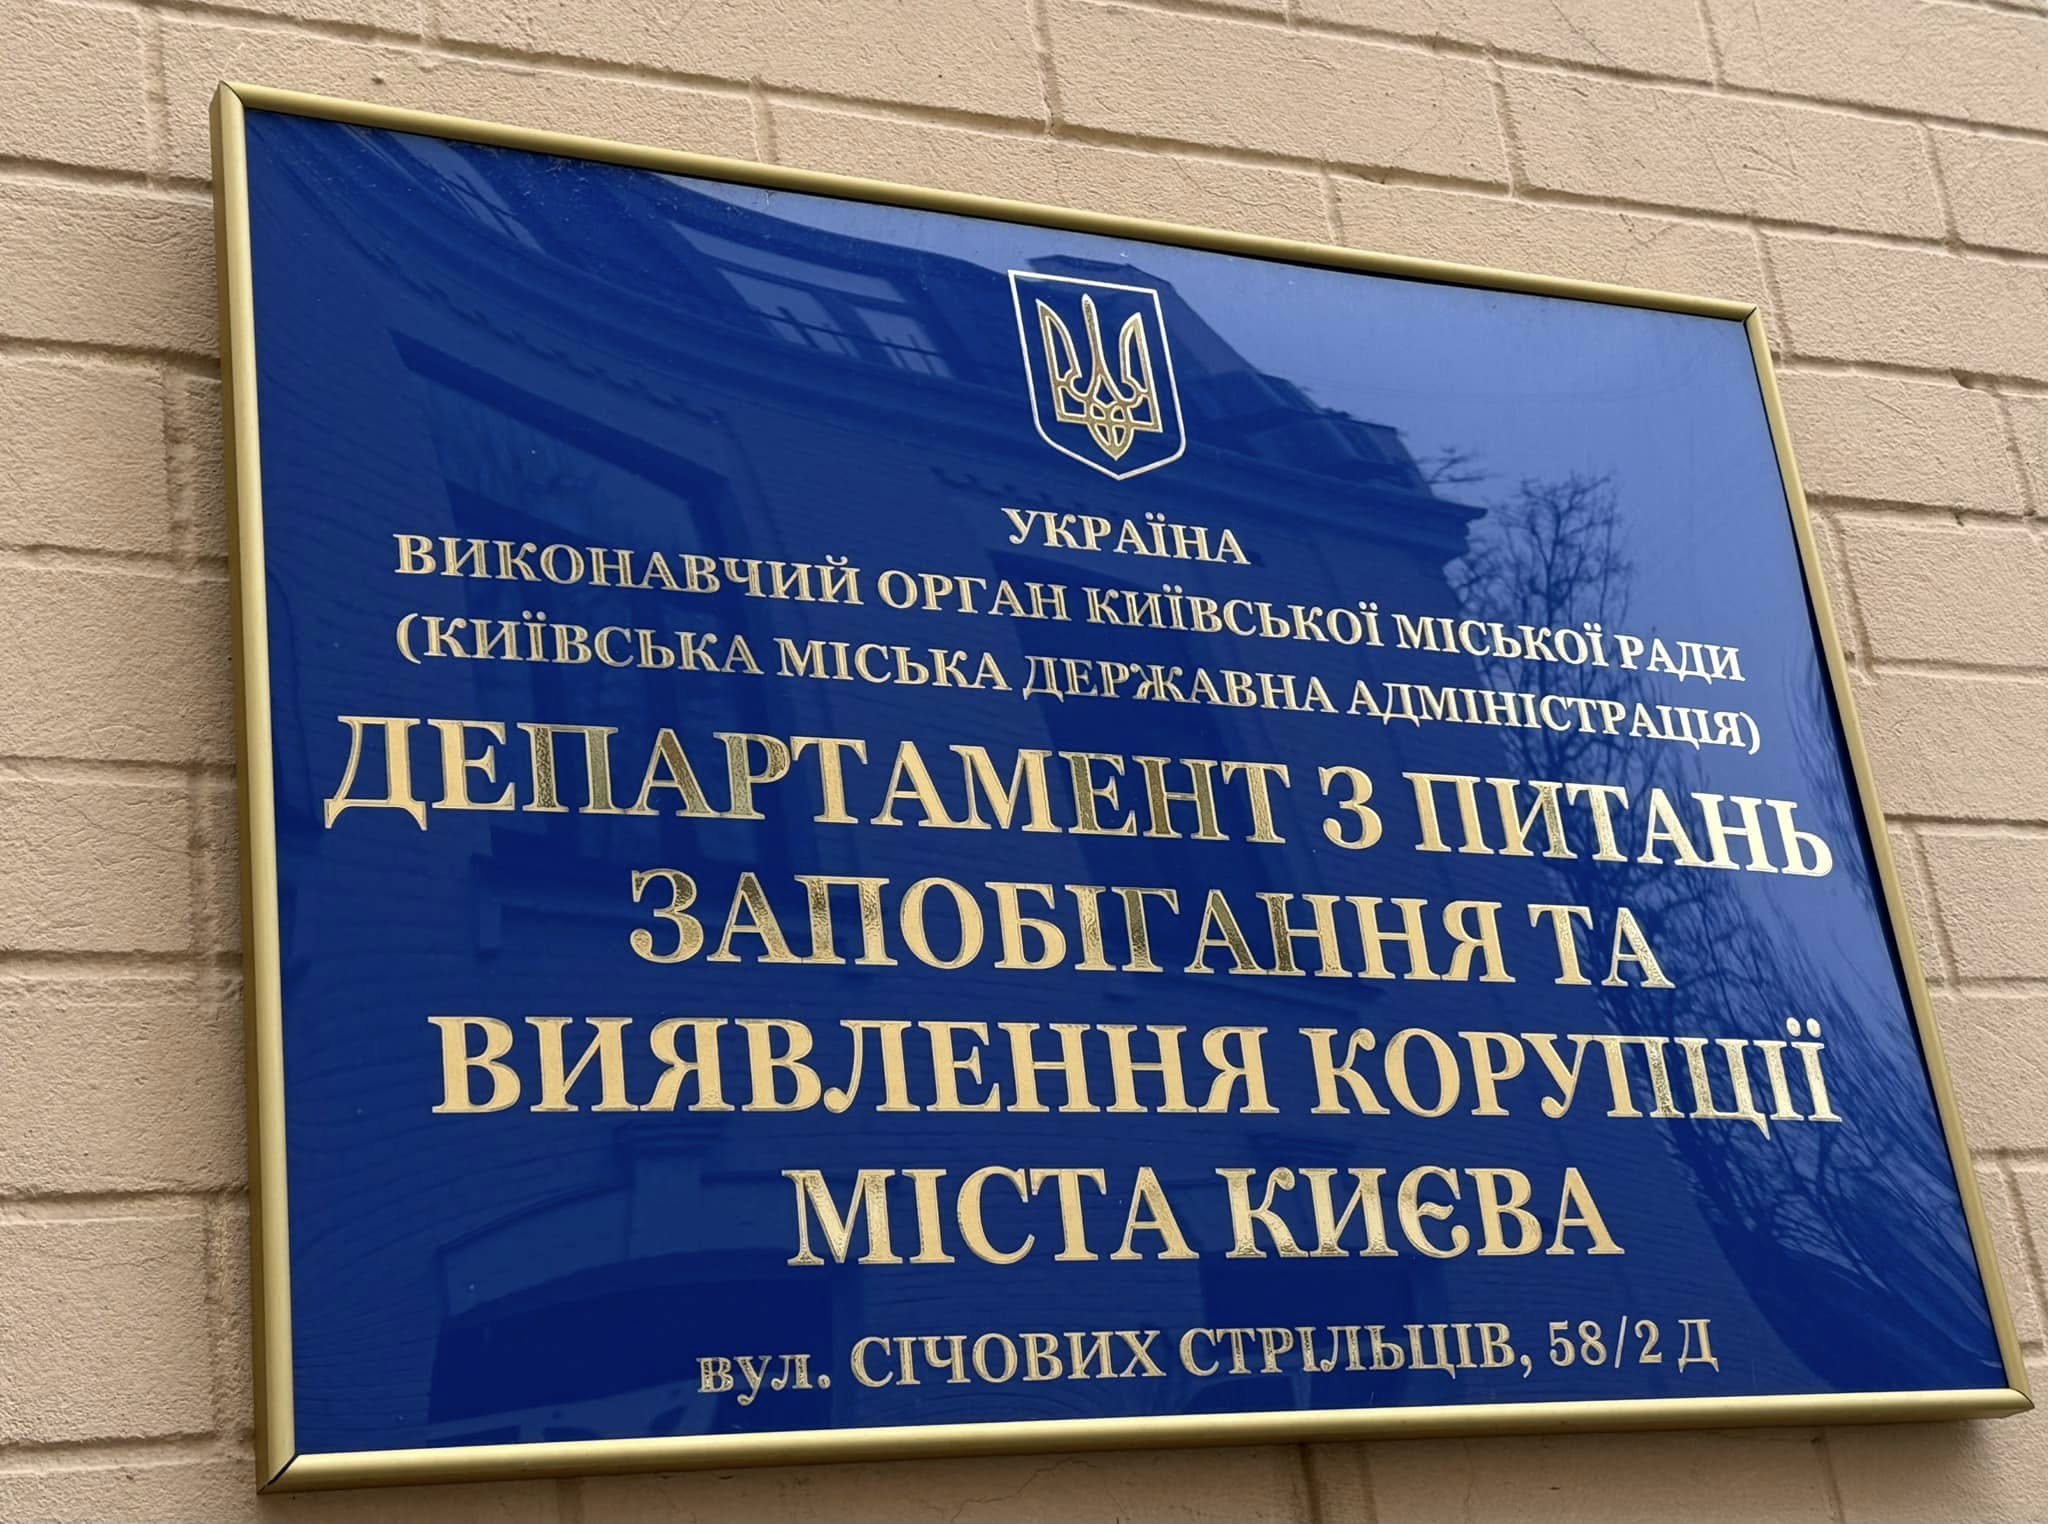 УКРАЇНА
ВИКОНАВЧИЙ ОРГАН КИЇВСЬКОЇ МІСЬКОЇ РАДИ
(КИЇВСЬКА МІСЬКА ДЕРЖАВНА АДМІНІСТРАЦІЯ)
ДЕПАРТАМЕНТ З ПИТАНЬ
ЗАПОБІГАННЯ ТА
ВИЯВЛЕННЯ КОРУПЦІЇ
МІСТА КИЄВА
вул. СІЧОВИХ СТРІЛЬЦІВ, 58/2 Д